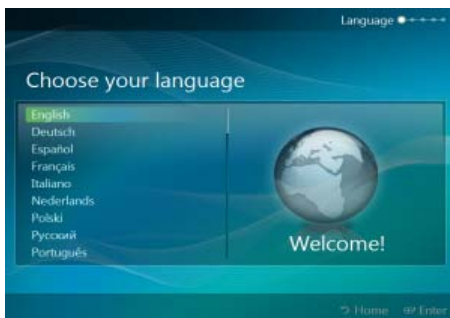 Language
Choose your language
English
Deutsch
Español
Français
Italiano
Nederlands
Polski
Русский
Português
Welcome!
Home Enter